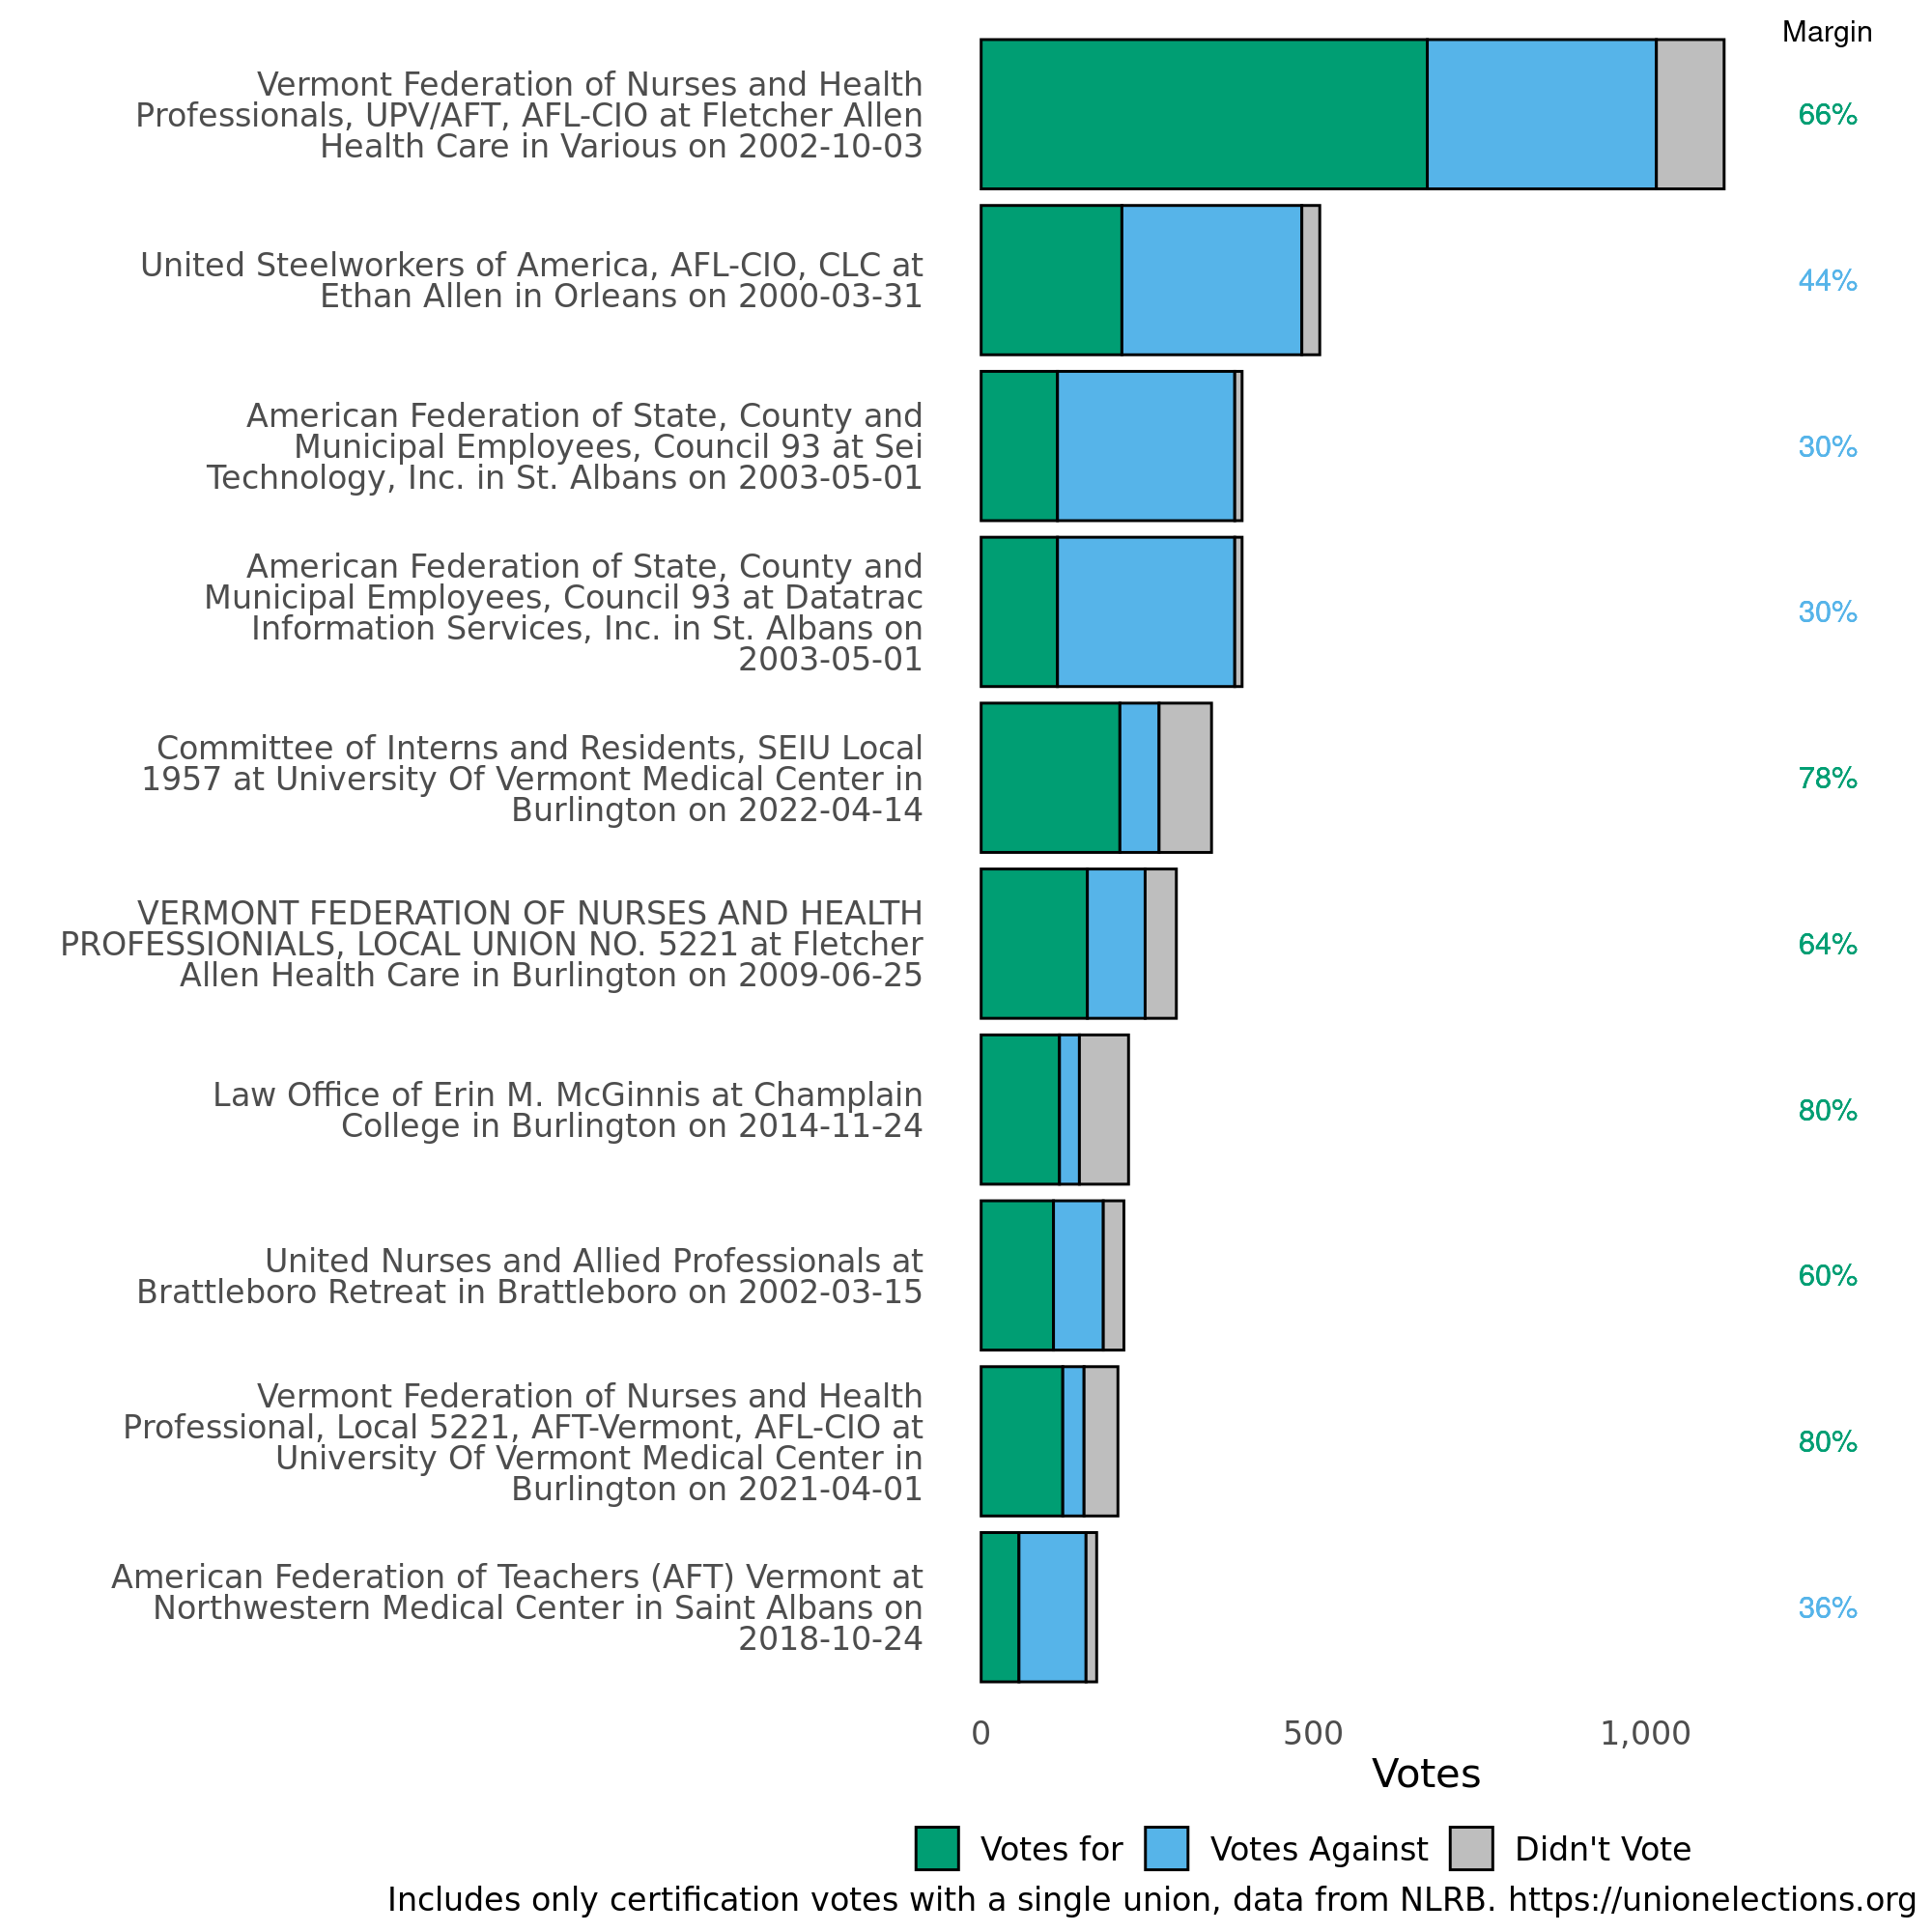 Margin
Vermont Federation of Nurses and Health
Professionals, UPV/AFT, AFL-CIO at Fletcher Allen
Health Care in Various on 2002-10-03
66%
United Steelworkers of America, AFL-CIO, CLC at
Ethan Allen in Orleans on 2000-03-31
44%
American Federation of State, County and
Municipal Employees, Council 93 at Sei
Technology, Inc. in St. Albans on 2003-05-01
30%
American Federation of State, County and
Municipal Employees, Council 93 at Datatrac
Information Services, Inc. in St. Albans on
2003-05-01
30%
Committee of Interns and Residents, SEIU Local
1957 at University Of Vermont Medical Center in
Burlington on 2022-04-14
78%
VERMONT FEDERATION OF NURSES AND HEALTH
PROFESSIONIALS, LOCAL UNION NO. 5221 at Fletcher
Allen Health Care in Burlington on 2009-06-25
64%
Law Office of Erin M. McGinnis at Champlain
College in Burlington on 2014-11-24
80%
United Nurses and Allied Professionals at
Brattleboro Retreat in Brattleboro on 2002-03-15
60%
Vermont Federation of Nurses and Health
Professional, Local 5221, AFT-Vermont, AFL-CIO at
University Of Vermont Medical Center in
Burlington on 2021-04-01
80%
American Federation of Teachers (AFT) Vermont at
Northwestern Medical Center in Saint Albans on
2018-10-24
36%
0 500 1,000
Votes
Votes for Votes Against Didn't Vote
Includes only certification votes with a single union, data from NLRB. https://unionelections.org